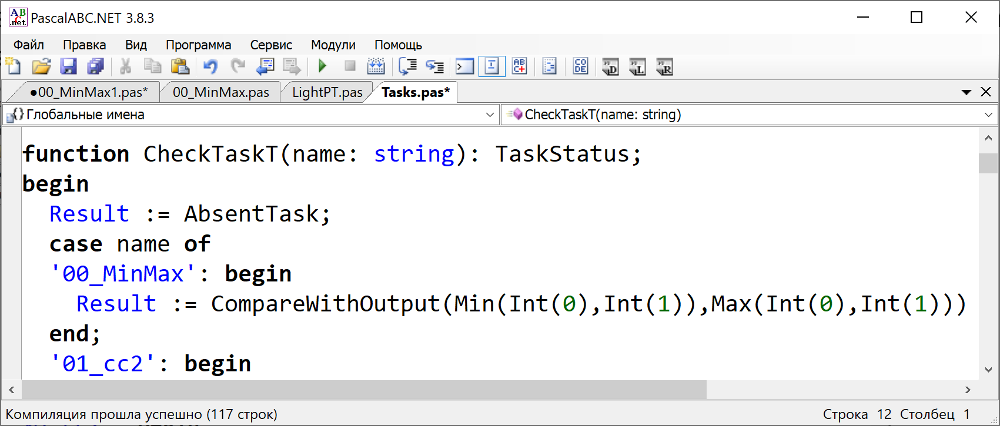 PascalABC.NET 3.8.3
Файл Правка Вид Программа Сервис Модули Помощь
●00_MinMax1.pas* 00_MinMax.pas LightPT.pas Tasks.pas*
Глобальные имена CheckTaskT(name: string)
function CheckTaskT(name: string): TaskStatus;
begin
  Result := AbsentTask;
  case name of
  '00_MinMax': begin
    Result := CompareWithOutput(Min(Int(0),Int(1)),Max(Int(0),Int(1)))
  end;
  '01_cc2': begin
Компиляция прошла успешно (117 строк) Строка 12 Столбец 1